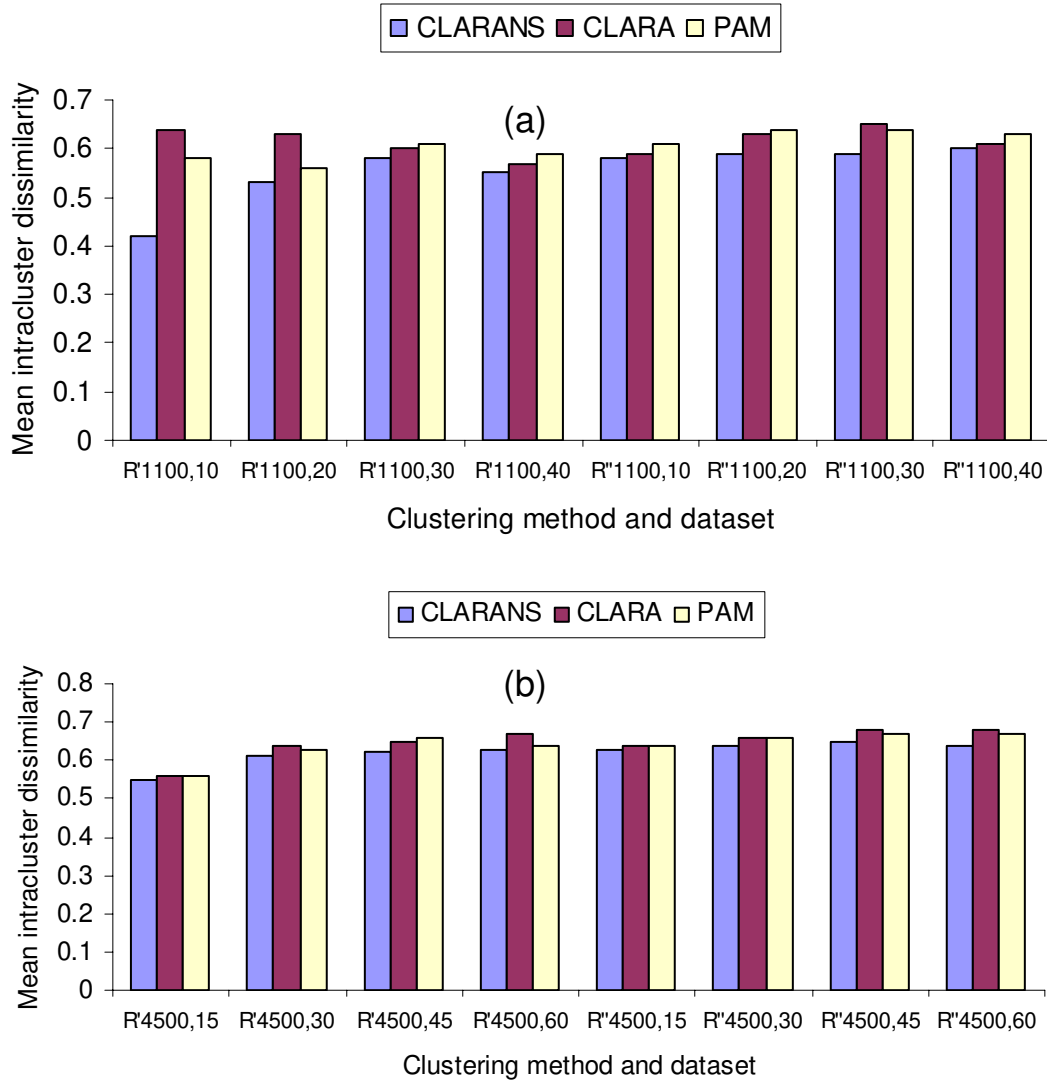 CLARANS CLARA PAM
(a)
Mean intracluster dissimilarity
0.7
0.6
0.5
0.4
0.3
0.2
0.1
0
R'1100,10 R'1100,20 R'1100,30 R'1100,40 R"1100,10 R"1100,20 R"1100,30 R"1100,40
Clustering method and dataset
CLARANS CLARA PAM
(b)
Mean intracluster dissimilarity
0.8
0.7
0.6
0.5
0.4
0.3
0.2
0.1
0
R'4500,15 R'4500,30 R'4500,45 R'4500,60 R"4500,15 R"4500,30 R"4500,45 R"4500,60
Clustering method and dataset